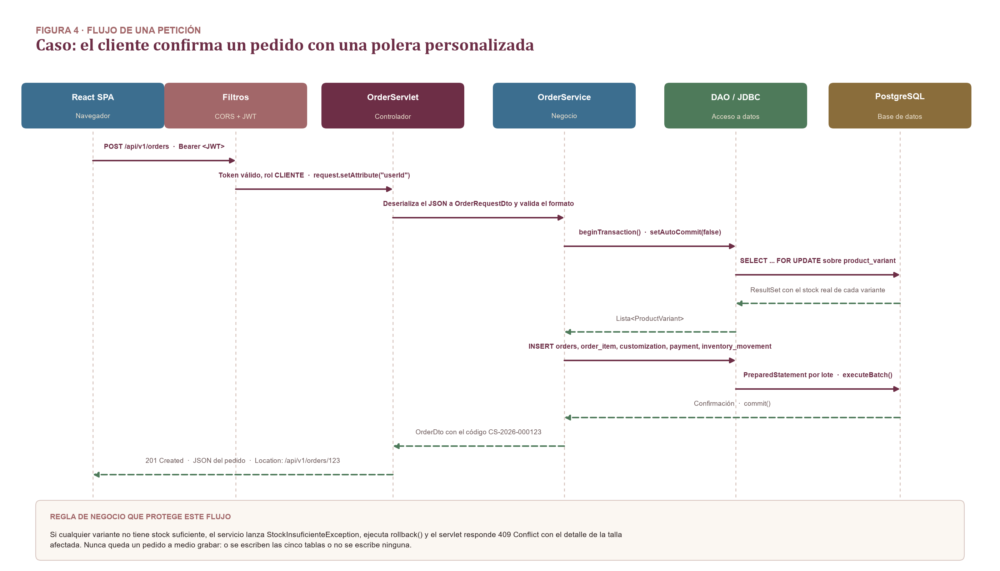 FIGURA 4 · FLUJO DE UNA PETICIÓN
Caso: el cliente confirma un pedido con una polera personalizada
React SPA
Navegador
Filtros
CORS + JWT
OrderServlet
Controlador
OrderService
Negocio
DAO / JDBC
Acceso a datos
PostgreSQL
Base de datos
POST /api/v1/orders · Bearer <JWT>
Token válido, rol CLIENTE · request.setAttribute("userId")
Deserializa el JSON a OrderRequestDto y valida el formato
beginTransaction() · setAutoCommit(false)
SELECT ... FOR UPDATE sobre product_variant
ResultSet con el stock real de cada variante
Lista<ProductVariant>
INSERT orders, order_item, customization, payment, inventory_movement
PreparedStatement por lote · executeBatch()
Confirmación · commit()
OrderDto con el código CS-2026-000123
201 Created · JSON del pedido · Location: /api/v1/orders/123
REGLA DE NEGOCIO QUE PROTEGE ESTE FLUJO
Si cualquier variante no tiene stock suficiente, el servicio lanza StockInsuficienteException, ejecuta rollback() y el servlet responde 409 Conflict con el detalle de la talla
afectada. Nunca queda un pedido a medio grabar: o se escriben las cinco tablas o no se escribe ninguna.